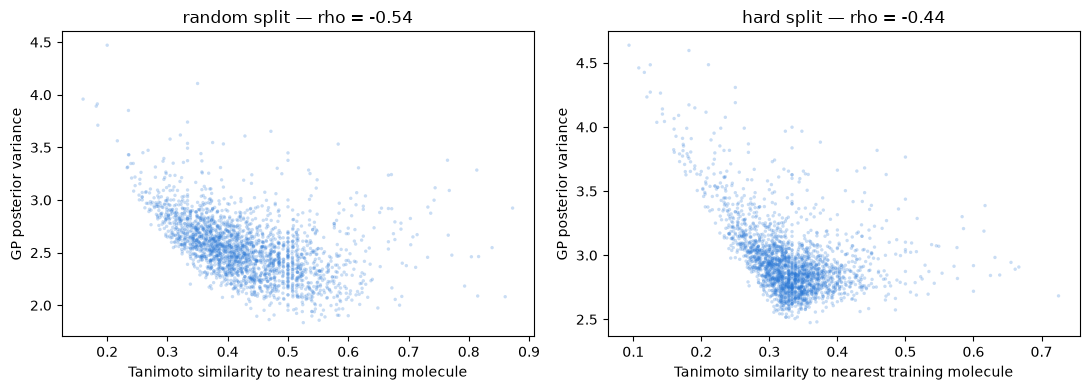 random split — rho = -0.54
GP posterior variance
4.5
4.0
3.5
3.0
2.5
2.0
0.2 0.3 0.4 0.5 0.6 0.7 0.8 0.9
Tanimoto similarity to nearest training molecule
hard split — rho = -0.44
GP posterior variance
4.5
4.0
3.5
3.0
2.5
0.1 0.2 0.3 0.4 0.5 0.6 0.7
Tanimoto similarity to nearest training molecule